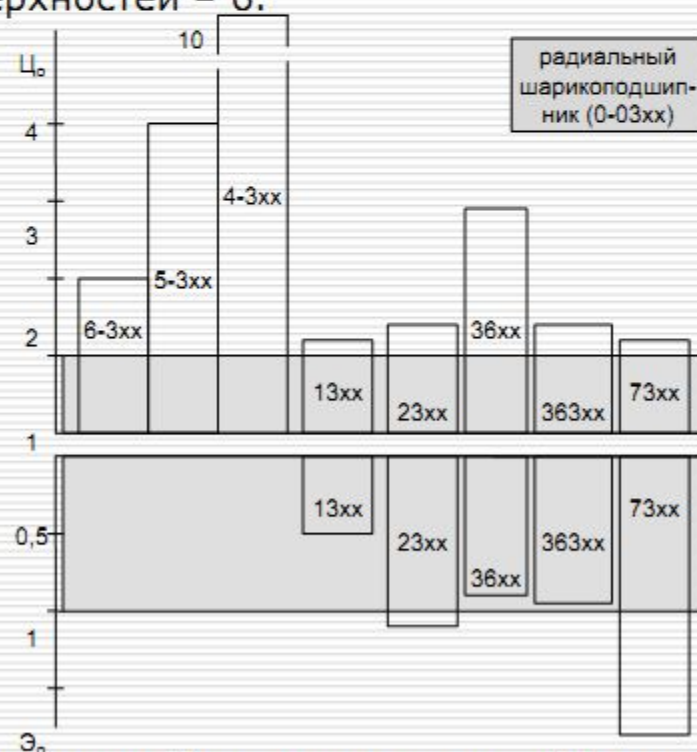 ерхностей – 6.
10
Цо
радиальный
шарикоподшип-
ник (0-03хх)
4
4-3хх
3
5-3хх
6-3хх
36хх
2
13хх
23хх
363хх
73хх
1
13хх
73хх
0,5
23хх
363хх
36хх
1
Эо